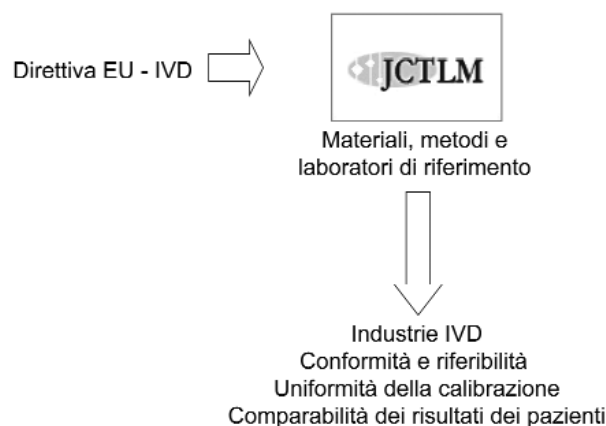 Direttiva EU - IVD
JCTLM
Materiali, metodi e
laboratori di riferimento
Industrie IVD
Conformità e riferibilità
Uniformità della calibrazione
Comparabilità dei risultati dei pazienti